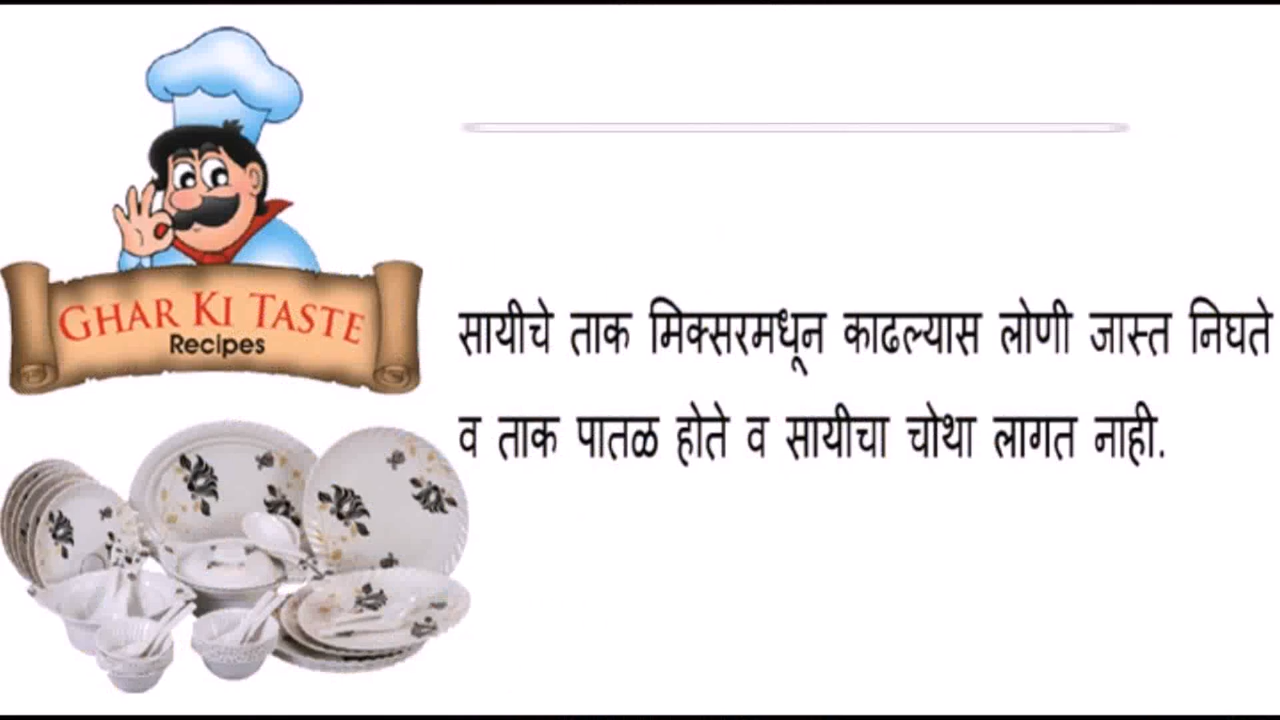 GHAR KI TASTE
Recipes
सायीचे ताक मिक्सरमधून काढल्यास लोणी जास्त निघते
व ताक पातळ होते व सायीचा चोथा लागत नाही.